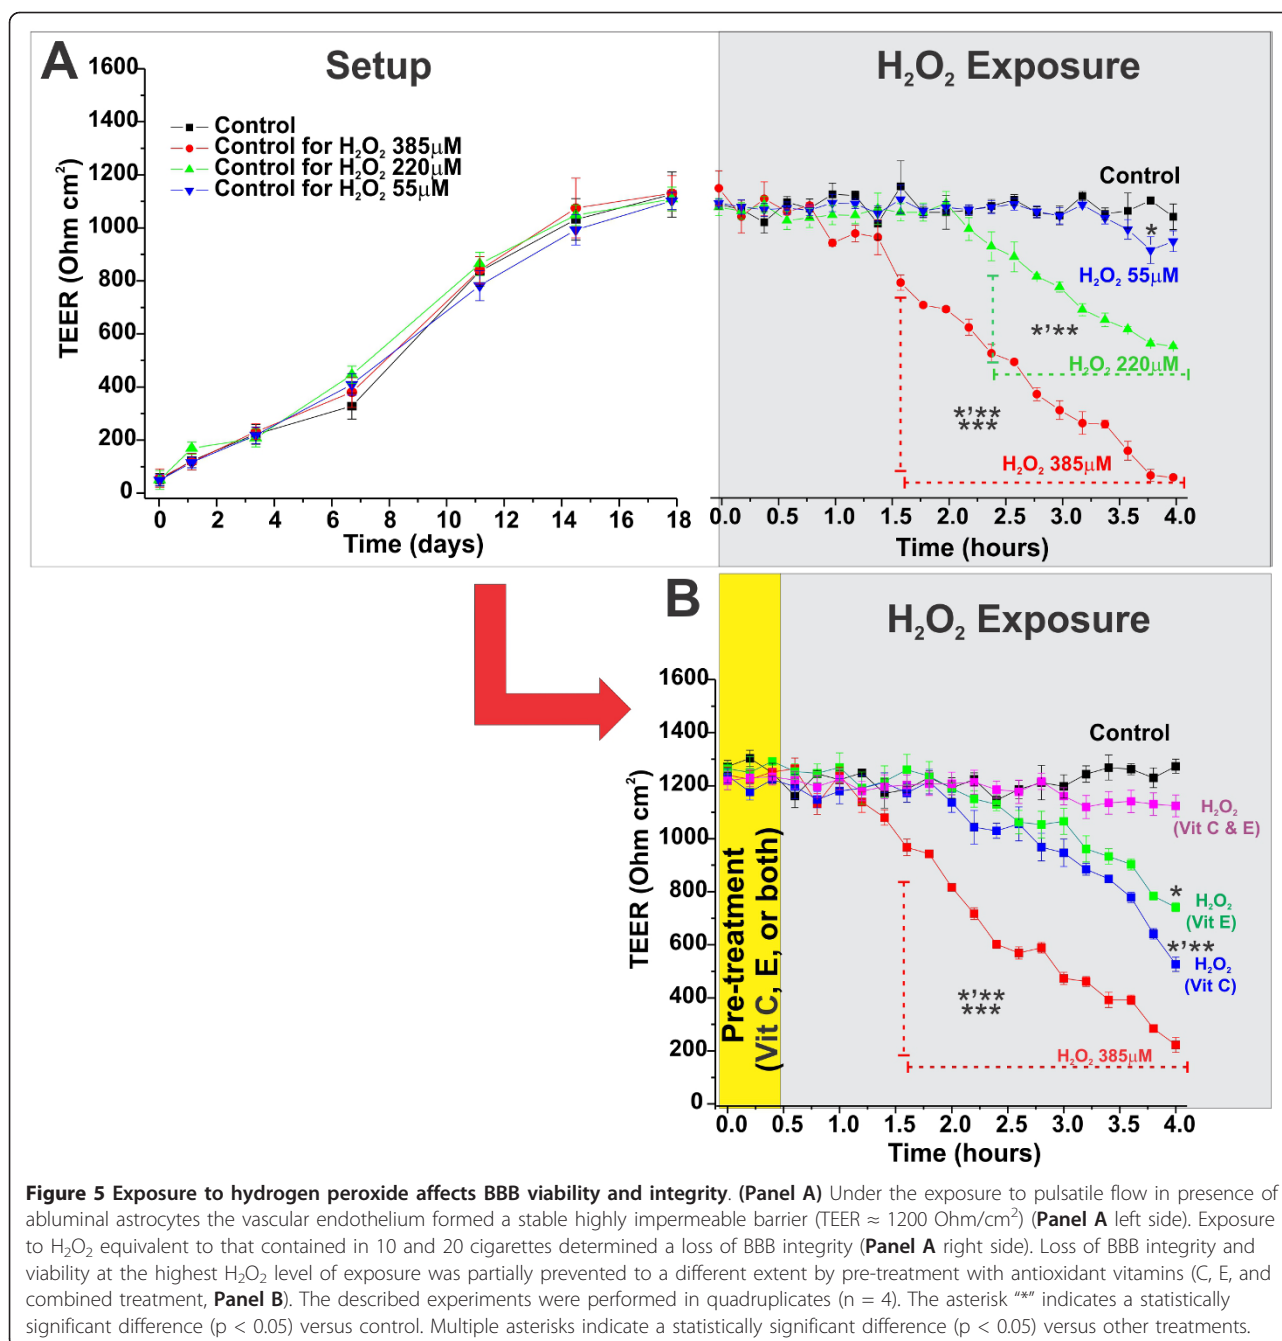 A
Setup
H₂O₂ Exposure
1600
1400
1200
1000
800
600
400
200
0
TEER (Ohm cm²)
Control
Control for H₂O₂ 385μM
Control for H₂O₂ 220μM
Control for H₂O₂ 55μM
0 2 4 6 8 10 12 14 16 18
Time (days)
Control
*
H₂O₂ 55μM
*'**
H₂O₂ 220μM
*'**
***
H₂O₂ 385μM
0.0 0.5 1.0 1.5 2.0 2.5 3.0 3.5 4.0
Time (hours)
B
H₂O₂ Exposure
1600
1400
1200
1000
800
600
400
200
0
TEER (Ohm cm²)
Pre-treatment
(Vit C, E, or both)
Control
H₂O₂
(Vit C & E)
*
H₂O₂
(Vit E)
*'**
H₂O₂
(Vit C)
*'**
***
H₂O₂ 385μM
0.0 0.5 1.0 1.5 2.0 2.5 3.0 3.5 4.0
Time (hours)
Figure 5 Exposure to hydrogen peroxide affects BBB viability and integrity. (Panel A) Under the exposure to pulsatile flow in presence of
abluminal astrocytes the vascular endothelium formed a stable highly impermeable barrier (TEER ≈ 1200 Ohm/cm²) (Panel A left side). Exposure
to H₂O₂ equivalent to that contained in 10 and 20 cigarettes determined a loss of BBB integrity (Panel A right side). Loss of BBB integrity and
viability at the highest H₂O₂ level of exposure was partially prevented to a different extent by pre-treatment with antioxidant vitamins (C, E, and
combined treatment, Panel B). The described experiments were performed in quadruplicates (n = 4). The asterisk “*” indicates a statistically
significant difference (p < 0.05) versus control. Multiple asterisks indicate a statistically significant difference (p < 0.05) versus other treatments.